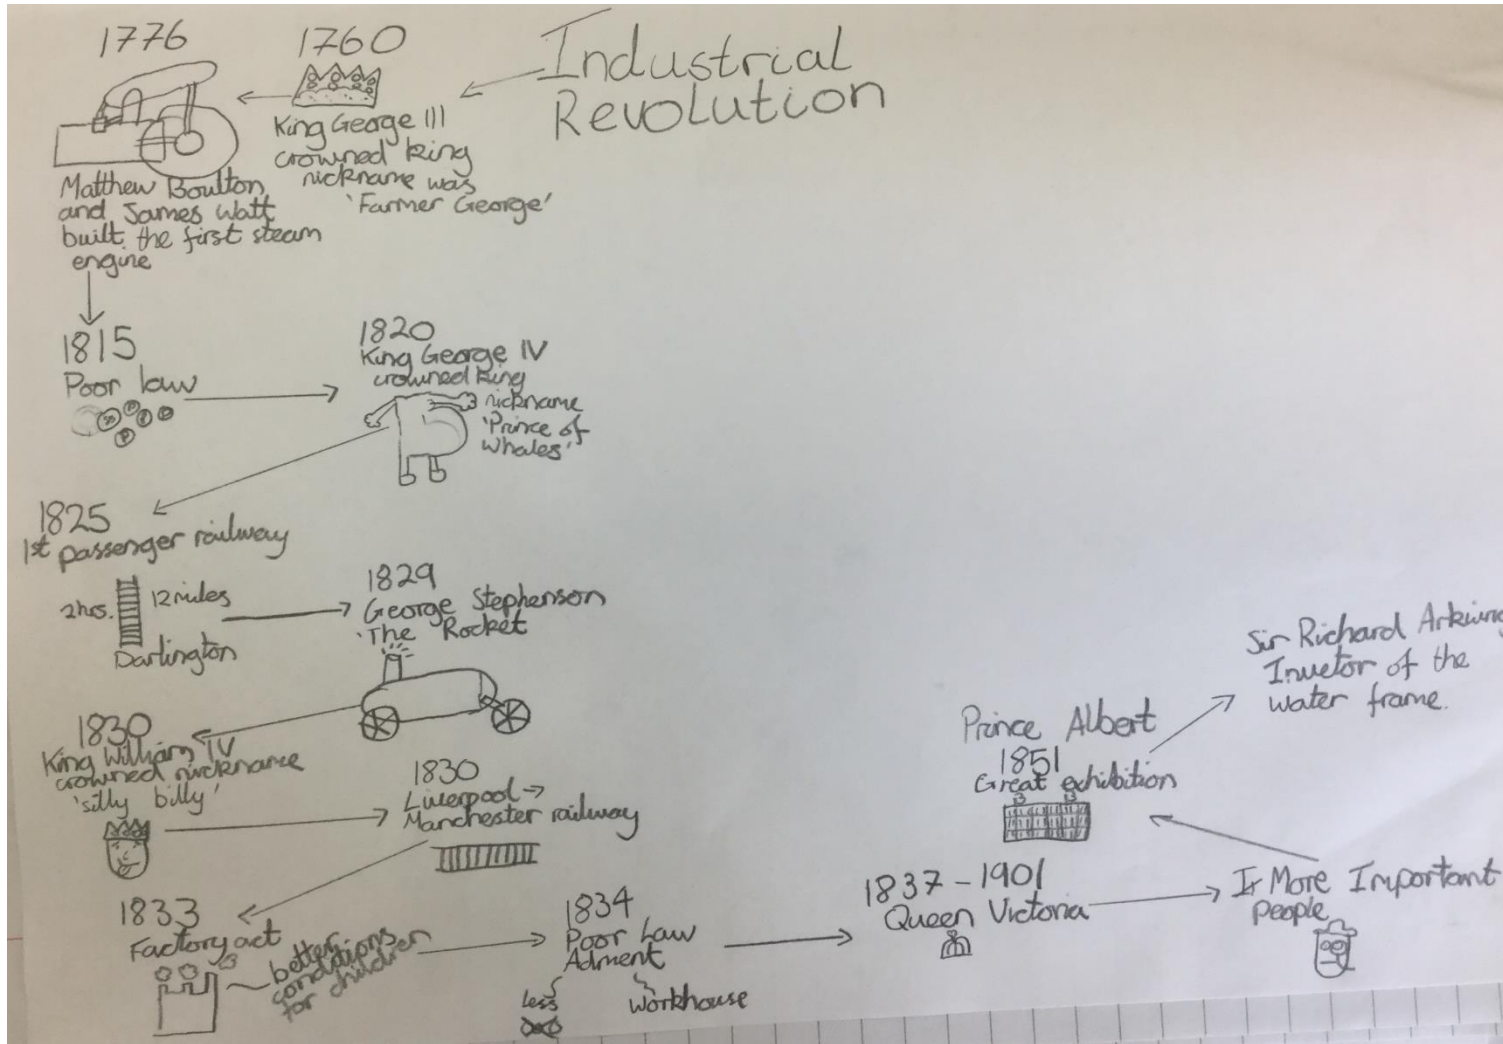 Industrial
Revolution
1760
King George III
crowned king
nickname was
'Farmer George'
1776
Matthew Boulton
and James Watt
built the first steam
engine
1815
Poor law
1820
King George IV
crowned king
nickname
'Prince of
Whales'
1825
1st passenger railway
2hrs.
12 miles
Darlington
1829
George Stephenson
'The Rocket
1830
King William IV
crowned nickname
'silly billy'
1830
Liverpool →
Manchester railway
1833
Factory act
better
conditions
for children
1834
Poor Law
Adment
less
workhouse
1837 - 1901
Queen Victoria
More Important
People
Prince Albert
1851
Great exhibition
Sir Richard Arkwing
Invetor of the
water frame.